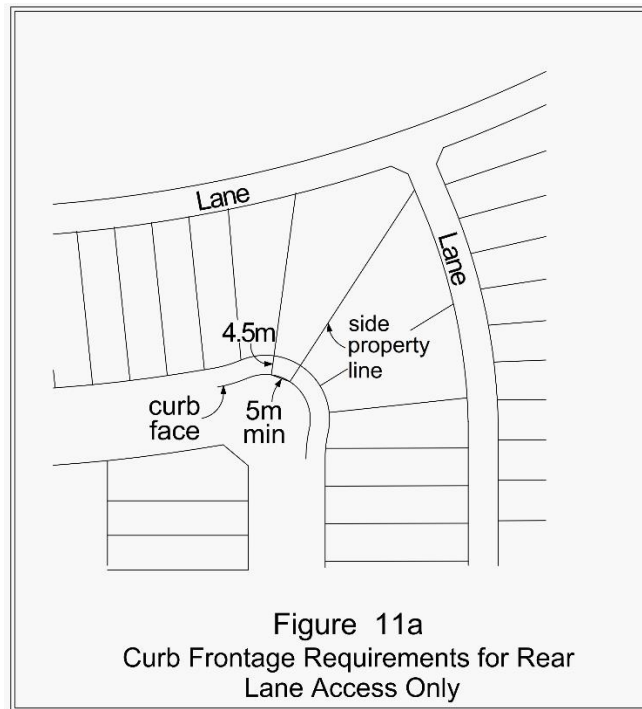 Lane
Lane
4.5m
side
property
line
curb
face
5m
min
Figure 11a
Curb Frontage Requirements for Rear
Lane Access Only